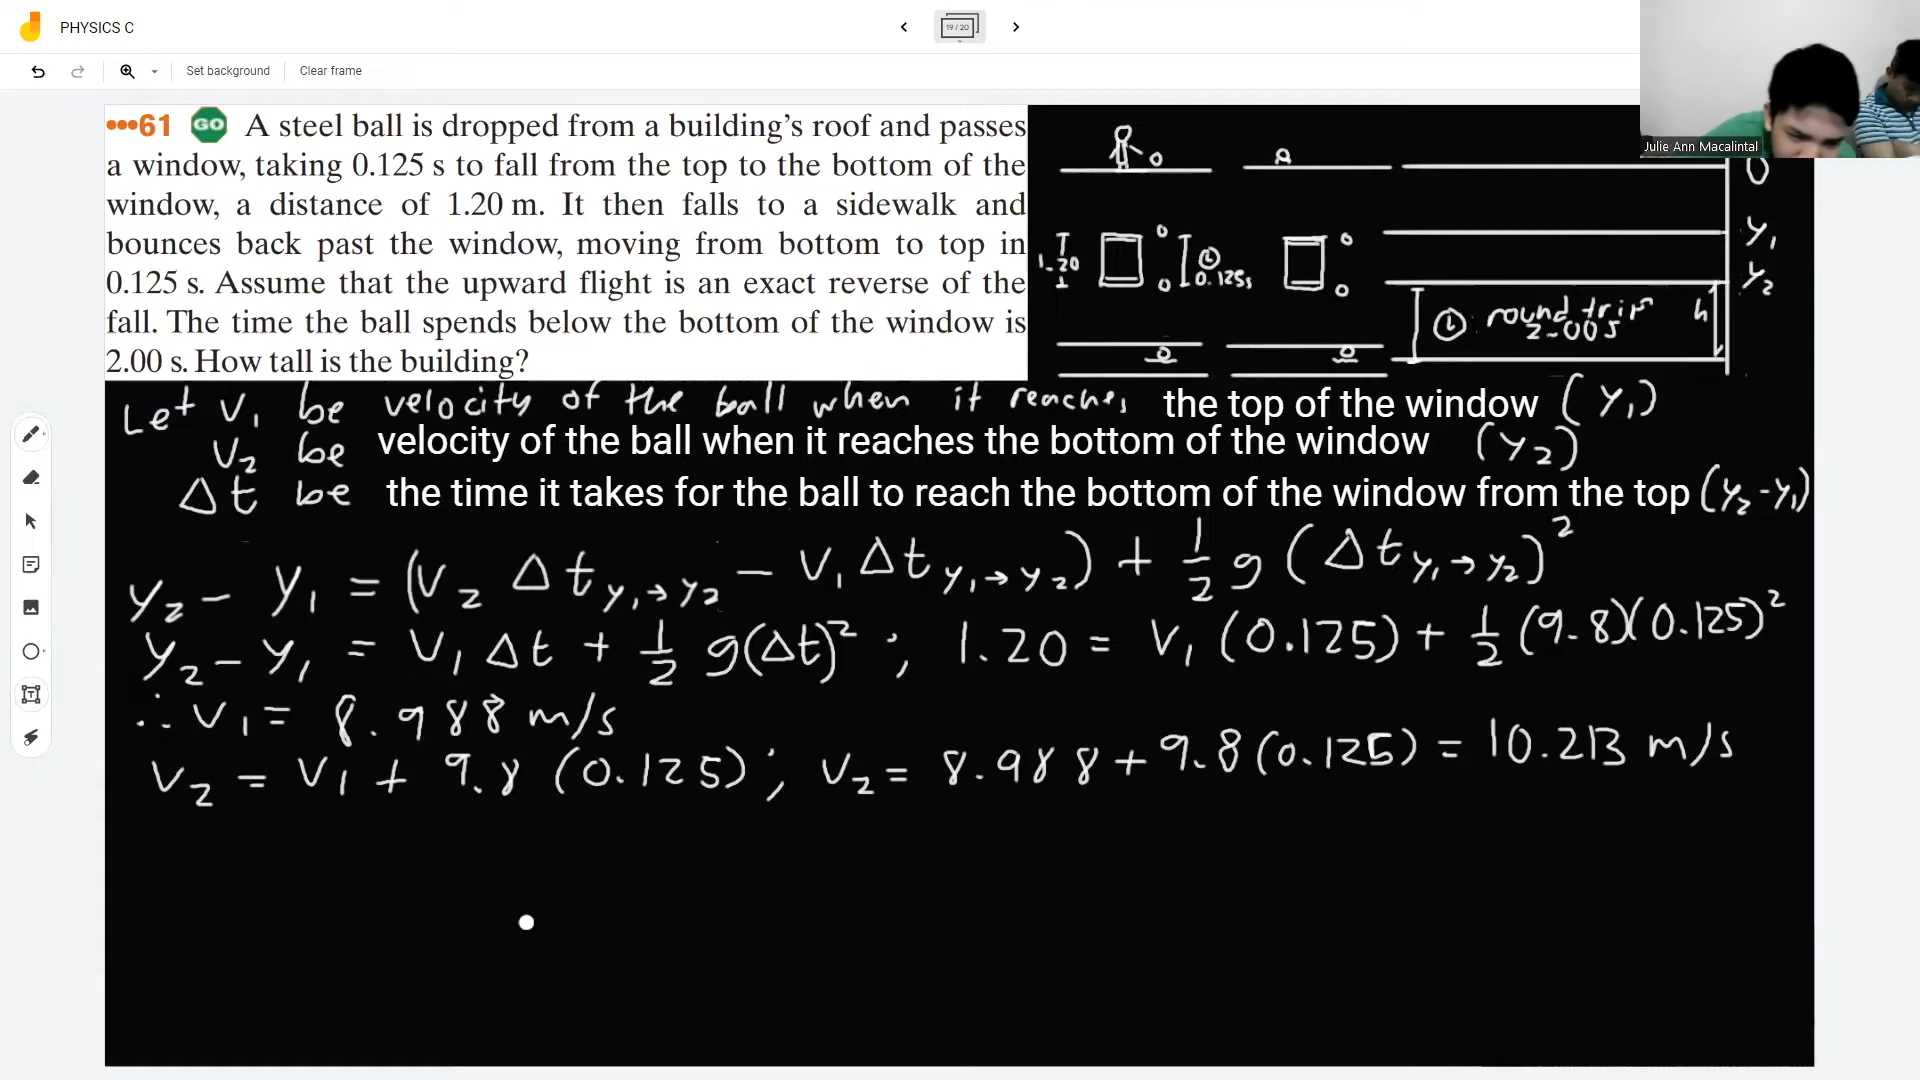 PHYSICS C
19 / 20
Set background
Clear frame
Julie Ann Macalintal
•••61 GO A steel ball is dropped from a building's roof and passes
a window, taking 0.125 s to fall from the top to the bottom of the
window, a distance of 1.20 m. It then falls to a sidewalk and
bounces back past the window, moving from bottom to top in
0.125 s. Assume that the upward flight is an exact reverse of the
fall. The time the ball spends below the bottom of the window is
2.00 s. How tall is the building?
0
y₁
y₂
1.20
t
0.125s
t : round trip
2.00 s
h
Let v₁ be velocity of the ball when it reaches the top of the window (y₁)
v₂ be velocity of the ball when it reaches the bottom of the window (y₂)
Δt be the time it takes for the ball to reach the bottom of the window from the top (y₂-y₁)
y₂ - y₁ = (v₂ Δt y₁→y₂ - v₁ Δt y₁→y₂) + 1/2 g (Δt y₁→y₂)²
y₂ - y₁ = v₁ Δt + 1/2 g(Δt)² ; 1.20 = v₁ (0.125) + 1/2 (9.8)(0.125)²
∴ v₁ = 8.988 m/s
v₂ = v₁ + 9.8 (0.125) ; v₂ = 8.988 + 9.8 (0.125) = 10.213 m/s